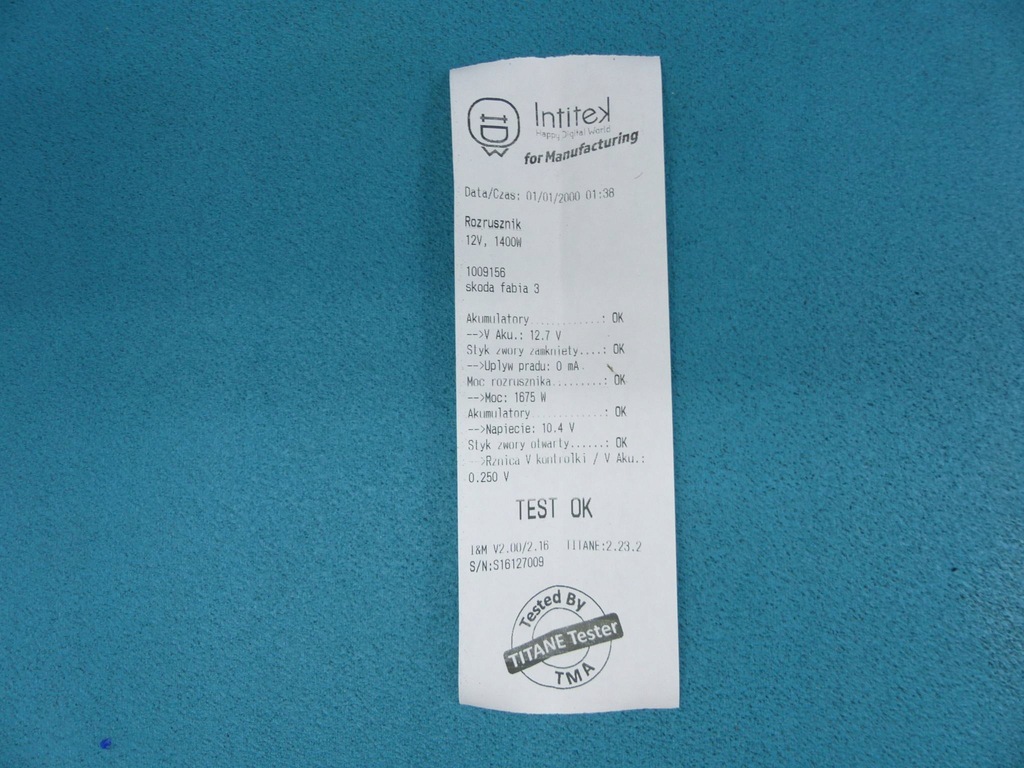 Intitek
Happy Digital World
for Manufacturing
Data/Czas: 01/01/2000 01:38
Rozrusznik
12V, 1400W
1009156
skoda fabia 3
Akumulatory............: OK
-->V Aku.: 12.7 V
Styk zwory zamkniety....: OK
-->Uplyw pradu: 0 mA
Moc rozrusznika.........: OK
-->Moc: 1675 W
Akumulatory............: OK
-->Napiecie: 10.4 V
Styk zwory otwarty......: OK
-->Rznica V kontrolki / V Aku.:
0.250 V
TEST OK
I&M V2.00/2.16 TITANE:2.23.2
S/N:S16127009
Tested By
TITANE Tester
TMA